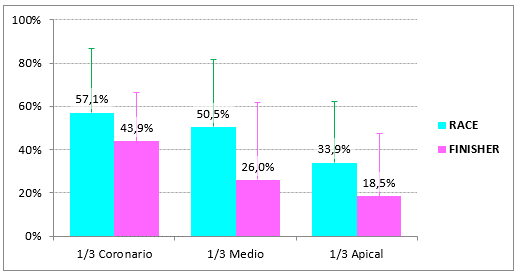 100%
80%
60%
40%
20%
0%
57,1%
43,9%
50,5%
26,0%
33,9%
18,5%
1/3 Coronario
1/3 Medio
1/3 Apical
RACE
FINISHER